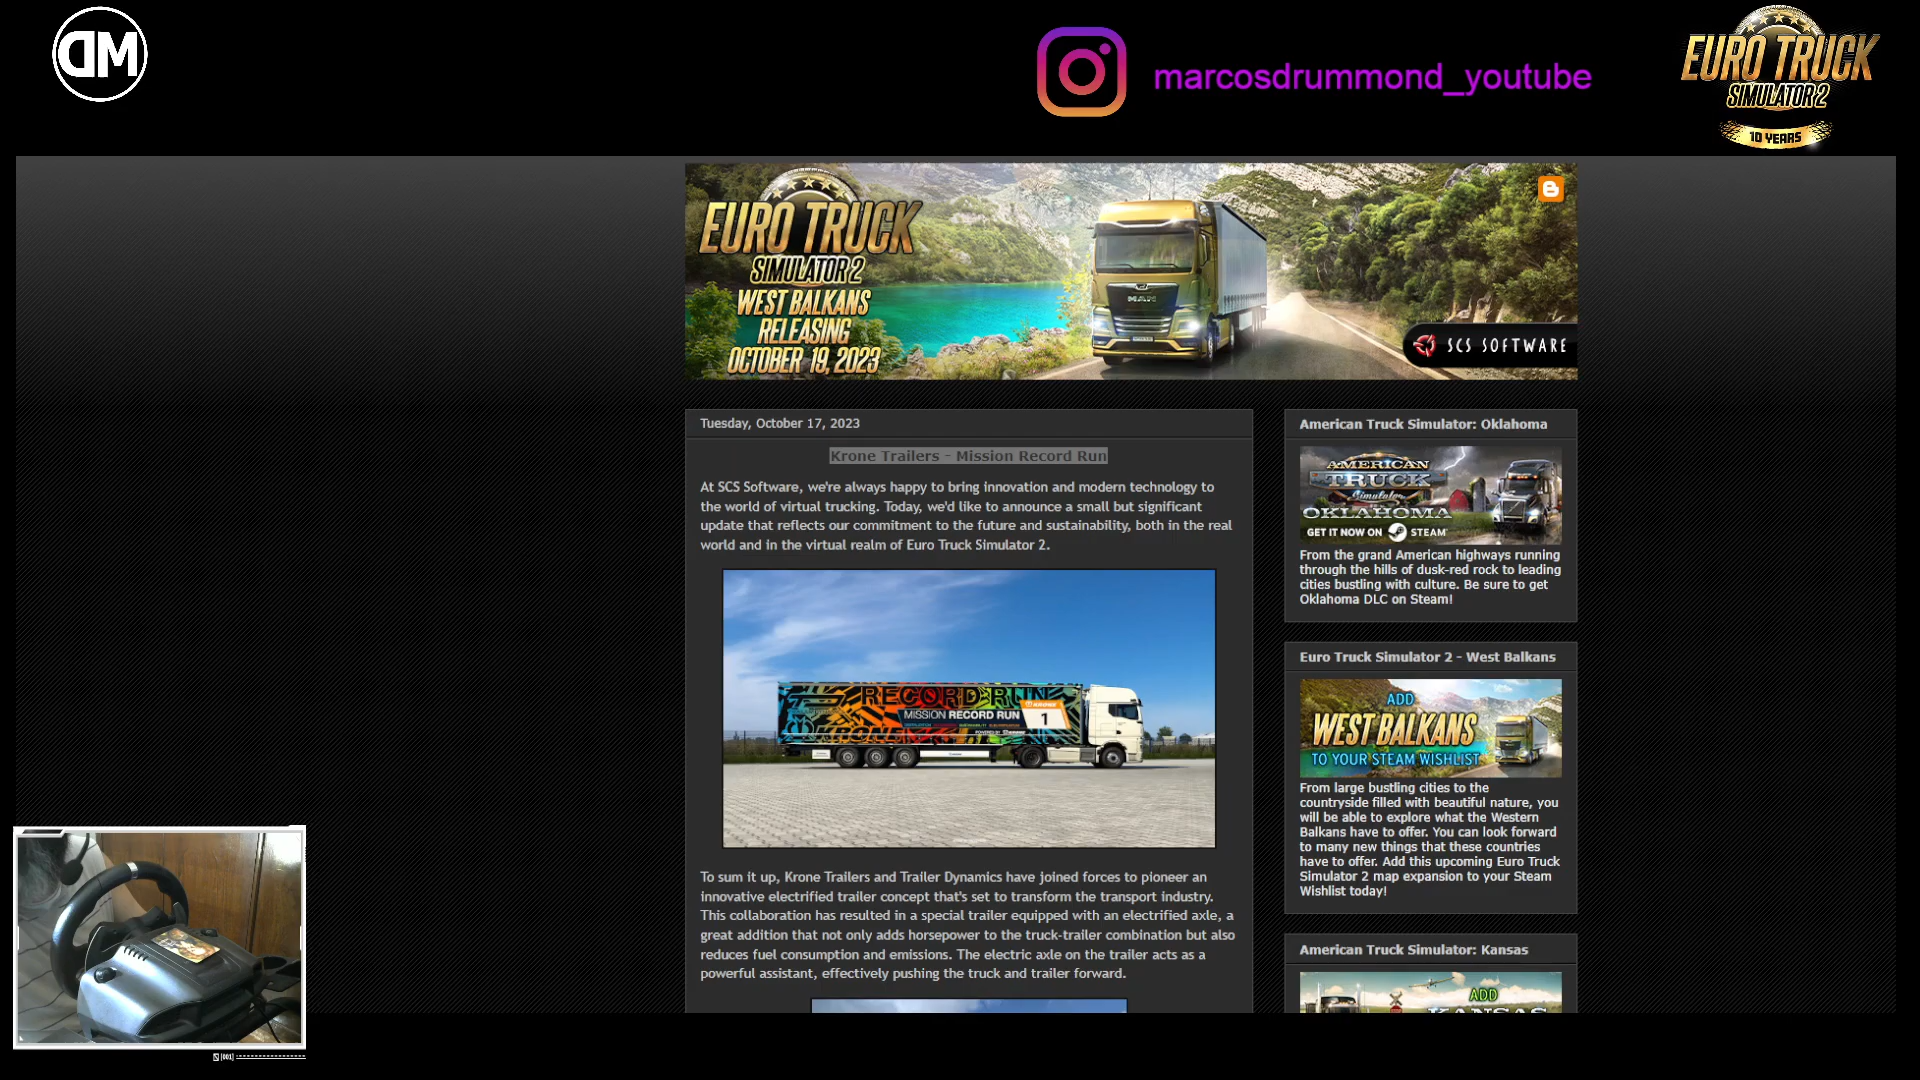 DM
marcosdrummond_youtube
EURO TRUCK
SIMULATOR 2
10 YEARS
EURO TRUCK
SIMULATOR 2
WEST BALKANS
RELEASING
OCTOBER 19, 2023
MAN
SCS SOFTWARE
Tuesday, October 17, 2023
Krone Trailers - Mission Record Run
At SCS Software, we're always happy to bring innovation and modern technology to
the world of virtual trucking. Today, we'd like to announce a small but significant
update that reflects our commitment to the future and sustainability, both in the real
world and in the virtual realm of Euro Truck Simulator 2.
RECORD RUN
MISSION RECORD RUN
KRONE
1
KRONE
To sum it up, Krone Trailers and Trailer Dynamics have joined forces to pioneer an
innovative electrified trailer concept that's set to transform the transport industry.
This collaboration has resulted in a special trailer equipped with an electrified axle, a
great addition that not only adds horsepower to the truck-trailer combination but also
reduces fuel consumption and emissions. The electric axle on the trailer acts as a
powerful assistant, effectively pushing the truck and trailer forward.
American Truck Simulator: Oklahoma
AMERICAN
TRUCK
Simulator
OKLAHOMA
GET IT NOW ON STEAM
From the grand American highways running
through the hills of dusk-red rock to leading
cities bustling with culture. Be sure to get
Oklahoma DLC on Steam!
Euro Truck Simulator 2 - West Balkans
ADD
WEST BALKANS
TO YOUR STEAM WISHLIST
From large bustling cities to the
countryside filled with beautiful nature, you
will be able to explore what the Western
Balkans have to offer. You can look forward
to many new things that these countries
have to offer. Add this upcoming Euro Truck
Simulator 2 map expansion to your Steam
Wishlist today!
American Truck Simulator: Kansas
ADD
KANSAS
[001]